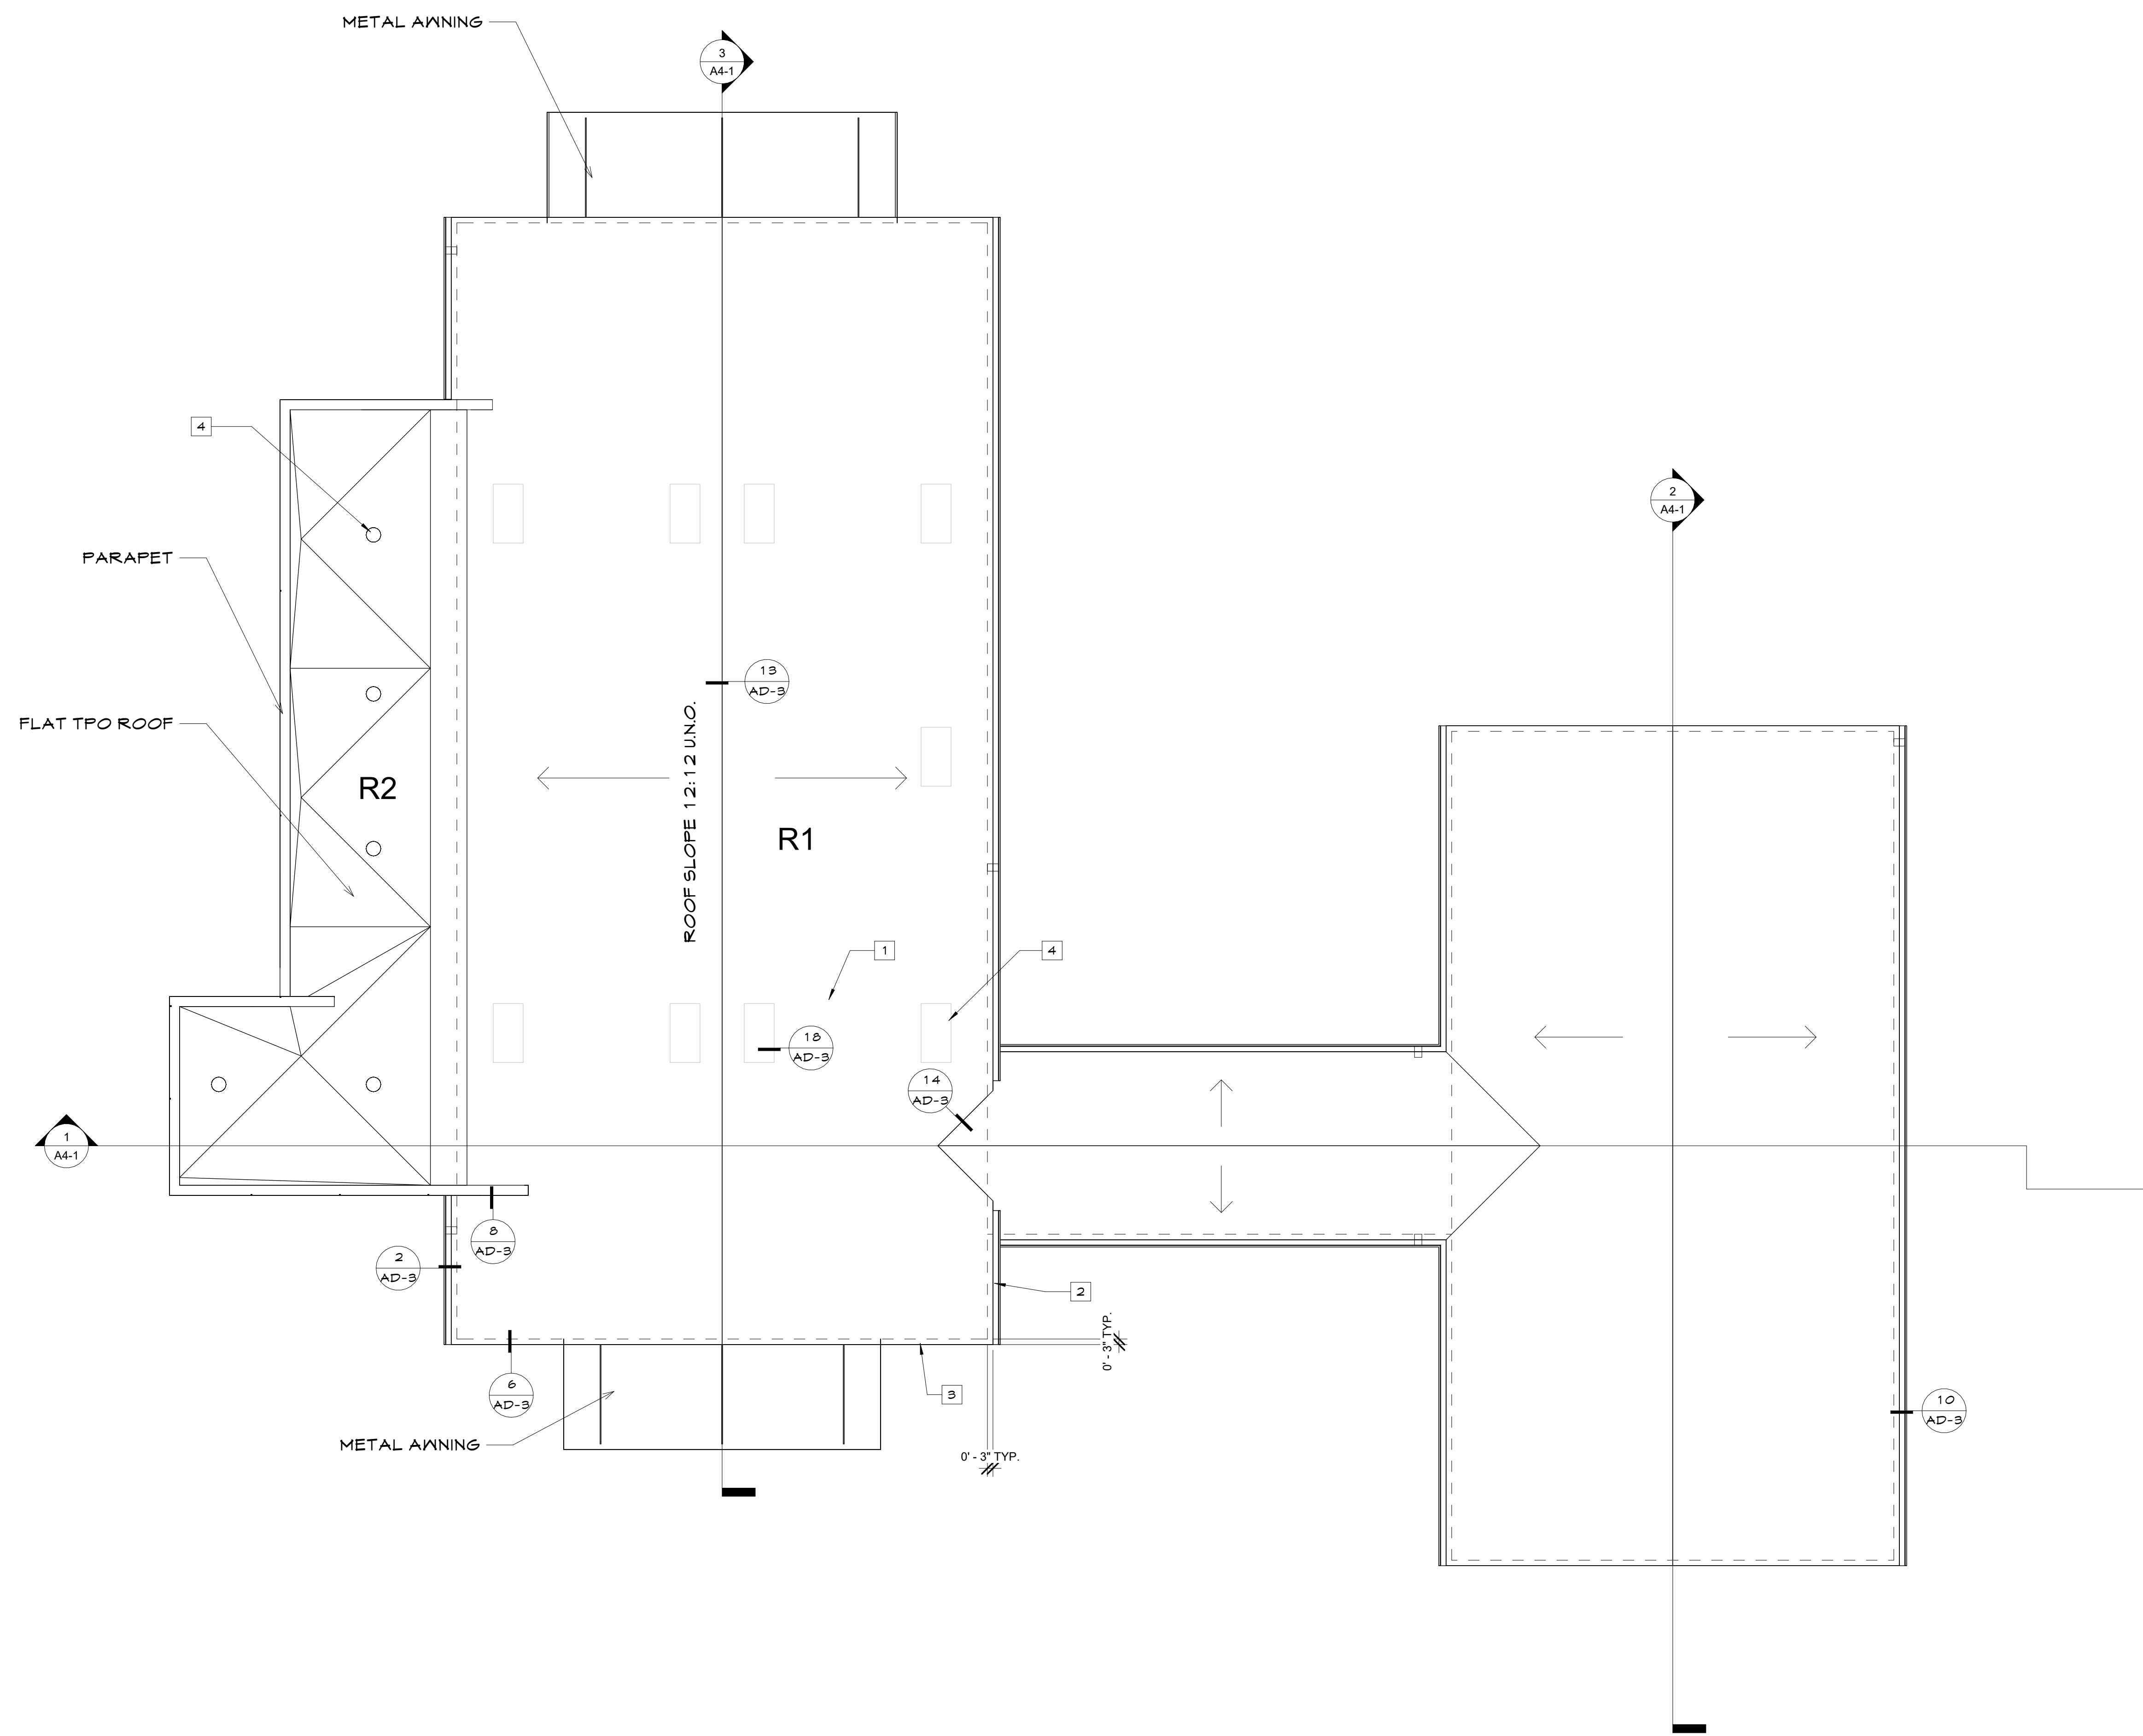 METAL AWNING
3
A4-1
4
2
A4-1
PARAPET
13
AD-3
FLAT TPO ROOF
ROOF SLOPE 12:12 U.N.O.
R2
R1
1
4
18
AD-3
14
AD-3
1
A4-1
8
AD-3
2
AD-3
2
0' - 3" TYP.
6
AD-3
3
10
AD-3
METAL AWNING
0' - 3" TYP.